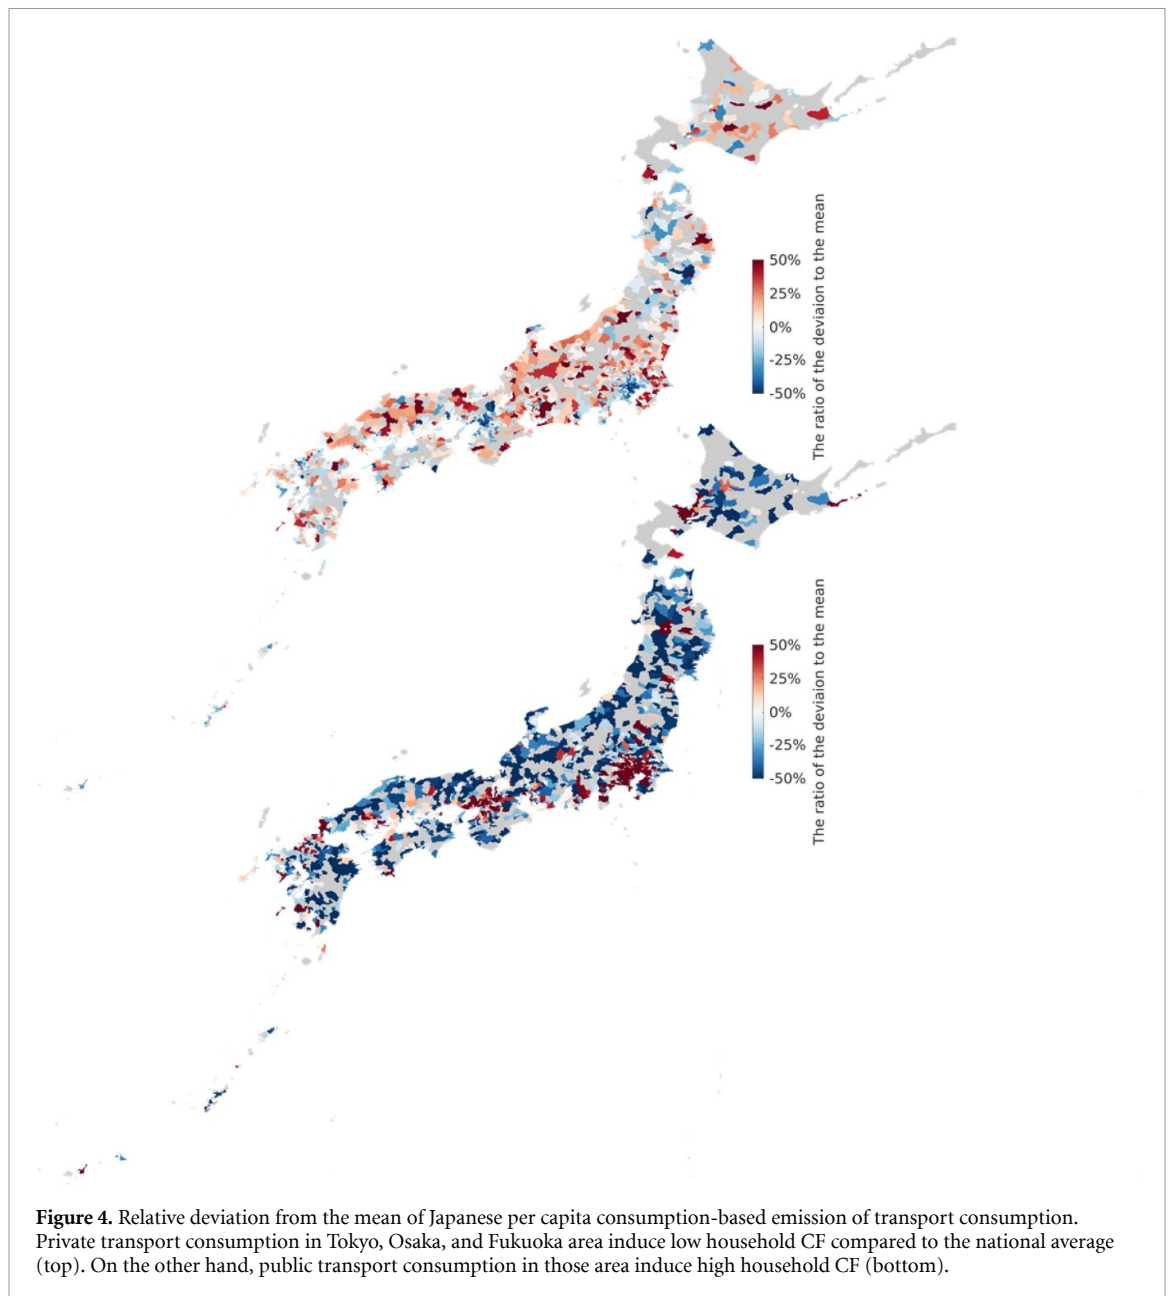 50%
25%
0%
-25%
-50%
The ratio of the deviaion to the mean
50%
25%
0%
-25%
-50%
The ratio of the deviaion to the mean
Figure 4. Relative deviation from the mean of Japanese per capita consumption-based emission of transport consumption.
Private transport consumption in Tokyo, Osaka, and Fukuoka area induce low household CF compared to the national average
(top). On the other hand, public transport consumption in those area induce high household CF (bottom).